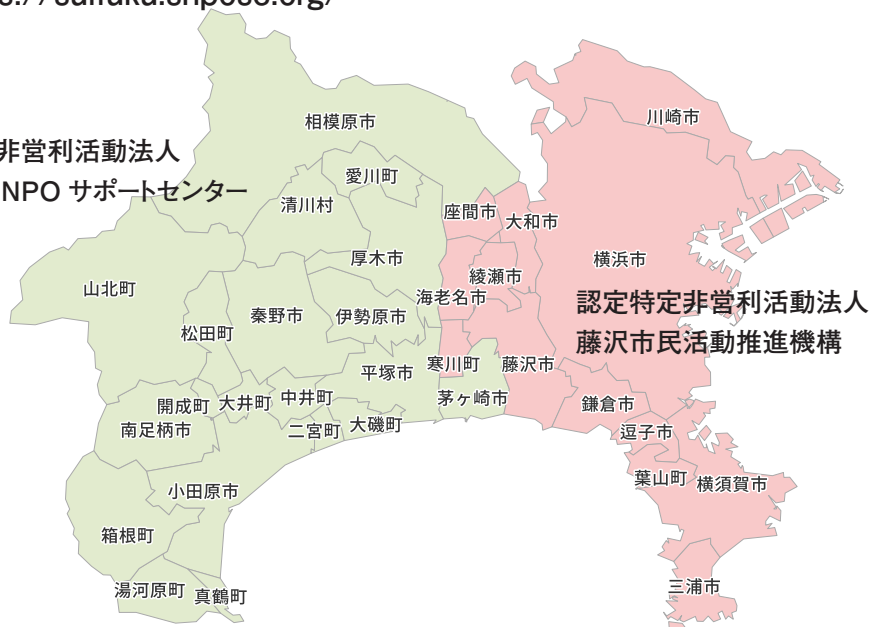 s://saifuku.snposc.org/
非営利活動法人
NPO サポートセンター
相模原市
川崎市
愛川町
清川村
座間市
大和市
厚木市
横浜市
綾瀬市
山北町
海老名市
認定特定非営利活動法人
藤沢市民活動推進機構
秦野市
伊勢原市
松田町
寒川町
藤沢市
平塚市
開成町
大井町
中井町
茅ヶ崎市
鎌倉市
南足柄市
二宮町
大磯町
逗子市
葉山町
横須賀市
小田原市
箱根町
湯河原町
真鶴町
三浦市